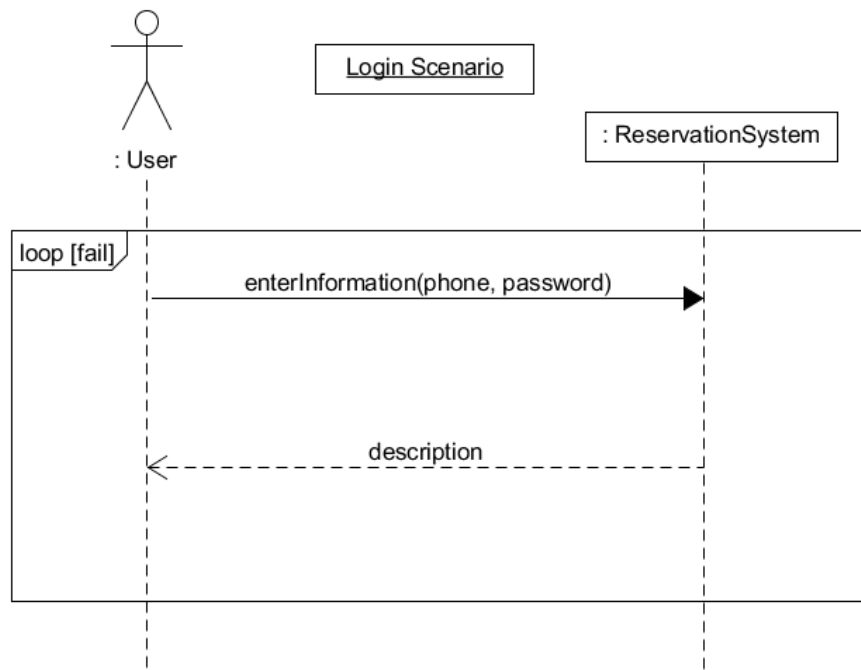 Login Scenario
: ReservationSystem
: User
loop [fail]
enterInformation(phone, password)
description